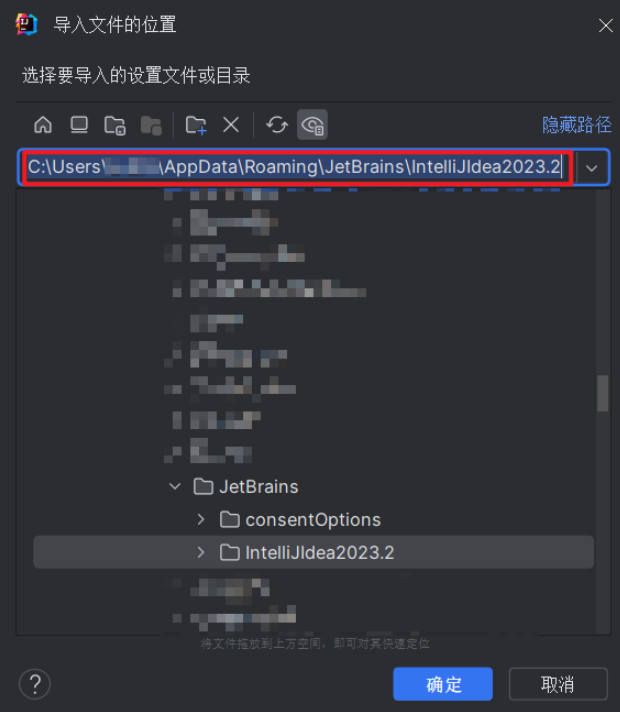 导入文件的位置
选择要导入的设置文件或目录
隐藏路径
C:\Users\ \AppData\Roaming\JetBrains\IntelliJIdea2023.2
JetBrains
consentOptions
IntelliJIdea2023.2
将文件拖放到上方空间，即可对其快速定位
?
确定
取消